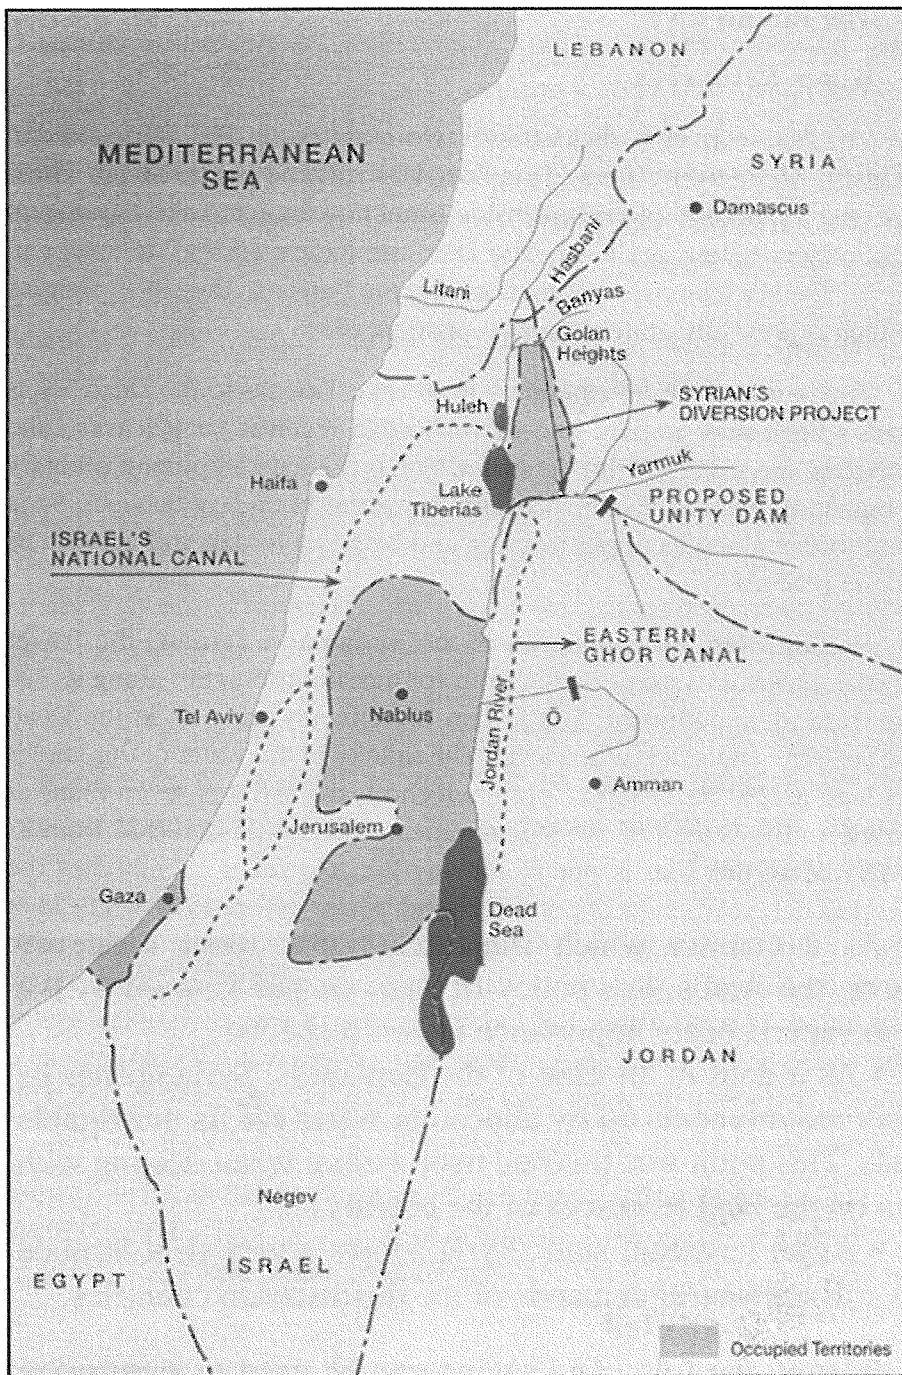 LEBANON
MEDITERRANEAN
SEA
SYRIA
Damascus
Hasbani
Litani
Banyas
Golan
Heights
SYRIAN'S
DIVERSION PROJECT
Huleh
Yarmuk
Haifa
Lake
Tiberias
PROPOSED
UNITY DAM
ISRAEL'S
NATIONAL CANAL
EASTERN
GHOR CANAL
Jordan River
Nablus
Tel Aviv
Ō
Amman
Jerusalem
Gaza
Dead
Sea
JORDAN
Negev
ISRAEL
EGYPT
Occupied Territories